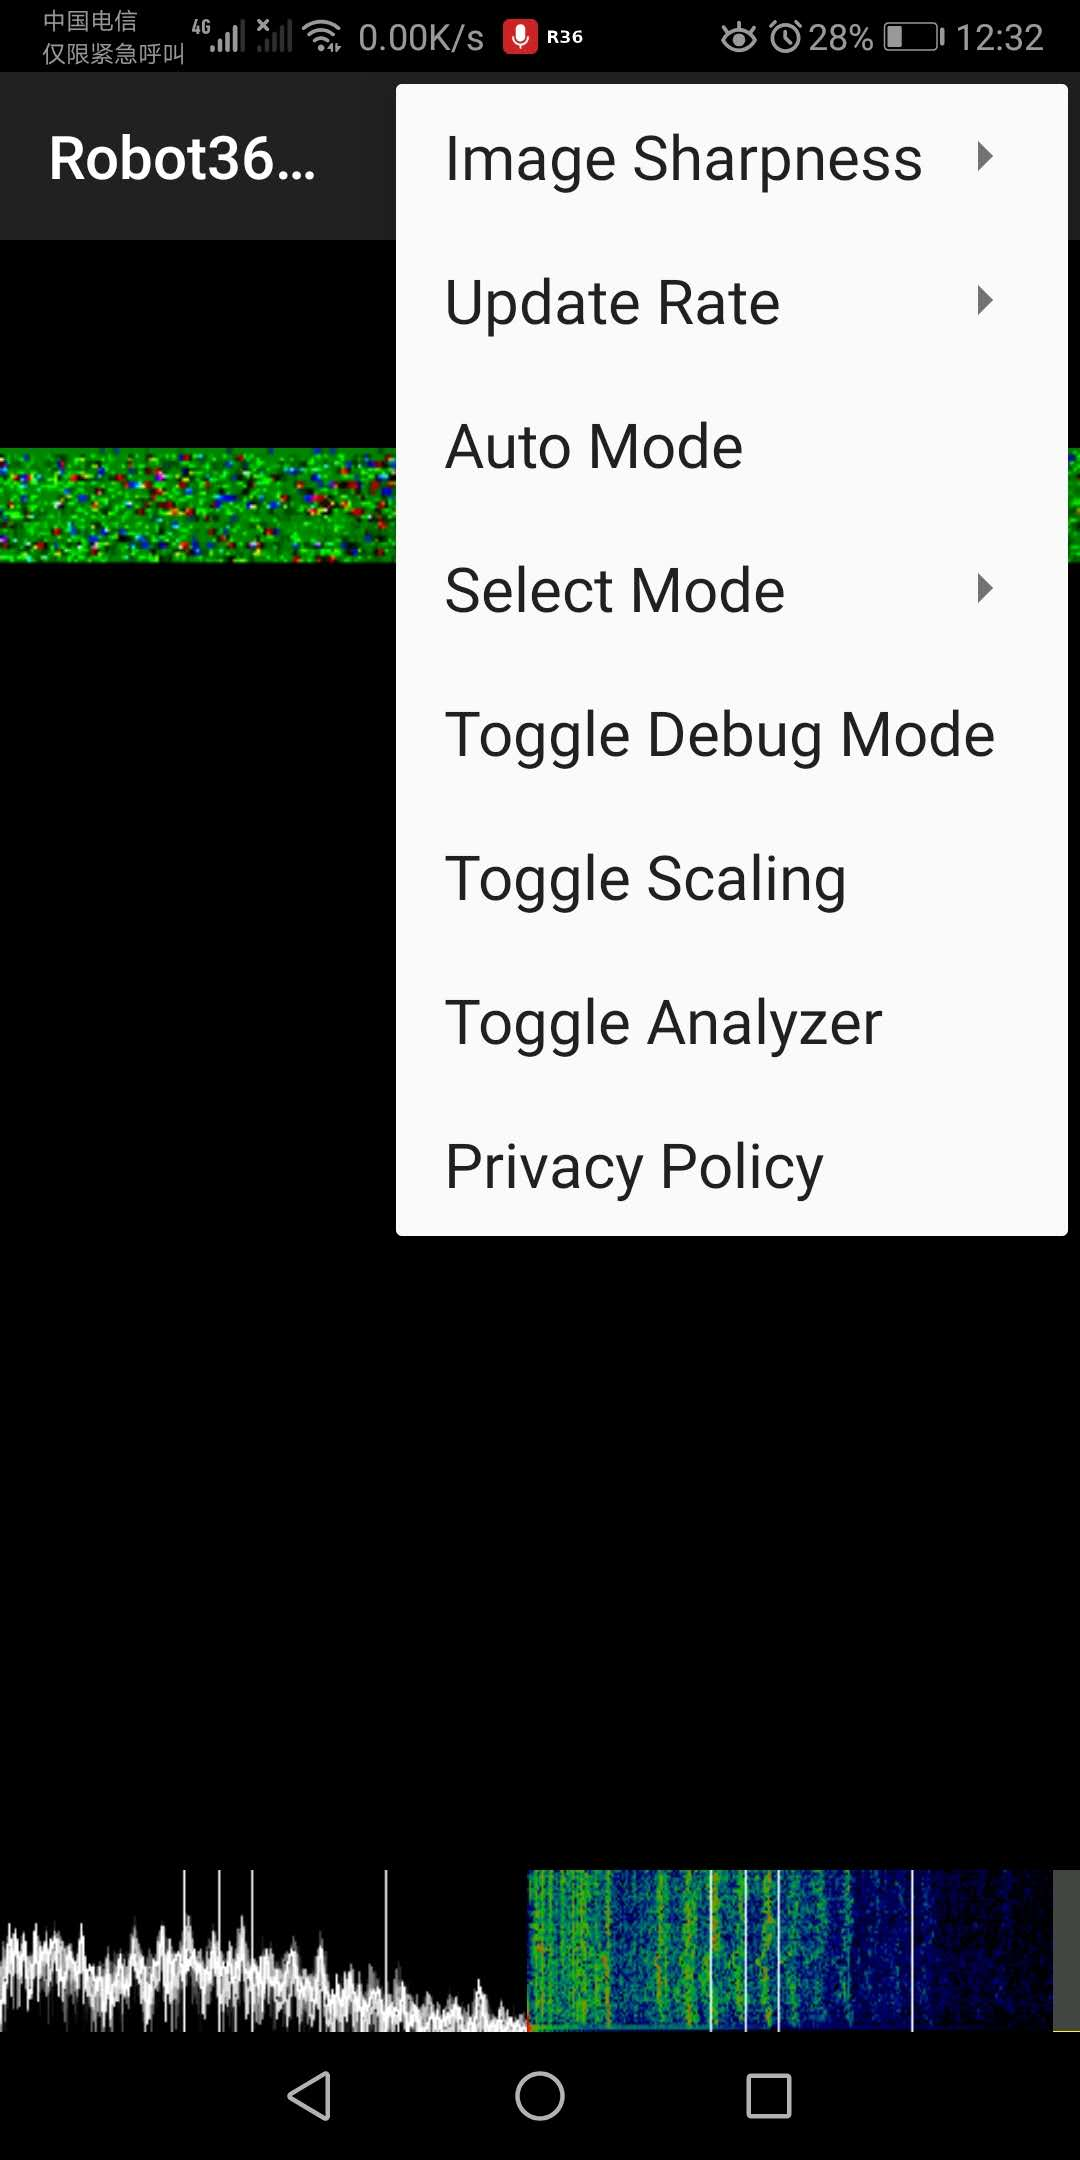 中国电信
仅限紧急呼叫
4G
0.00K/s
R36
28%
12:32
Robot36...
Image Sharpness
Update Rate
Auto Mode
Select Mode
Toggle Debug Mode
Toggle Scaling
Toggle Analyzer
Privacy Policy